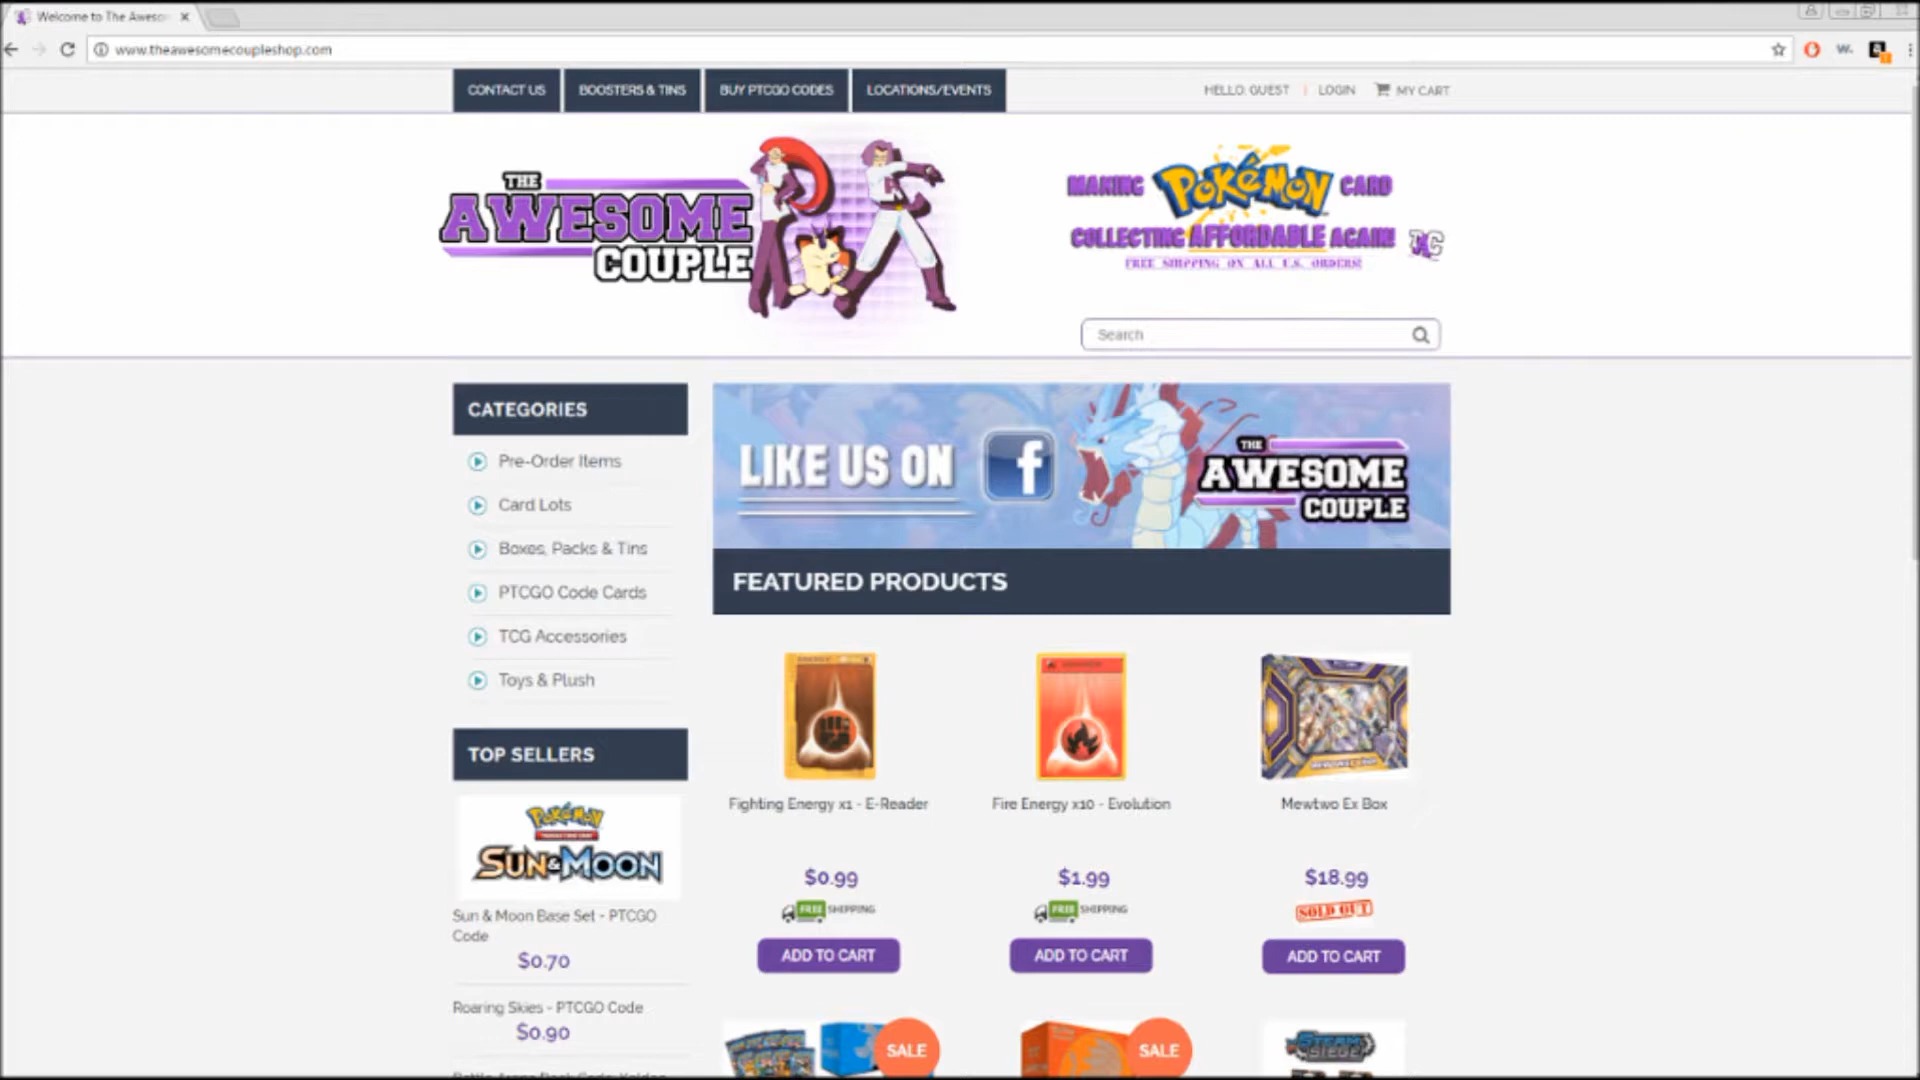 Welcome to The Aweso
www.theawesomecoupleshop.com
CONTACT US
BOOSTERS & TINS
BUY PTCGO CODES
LOCATIONS/EVENTS
HELLO, GUEST
LOGIN
MY CART
THE
AWESOME
COUPLE
MAKING POKéMON CARD
COLLECTING AFFORDABLE AGAIN!
FREE SHIPPING ON ALL U.S. ORDERS!
Search
CATEGORIES
Pre-Order Items
Card Lots
Boxes, Packs & Tins
PTCGO Code Cards
TCG Accessories
Toys & Plush
LIKE US ON f
THE
AWESOME
COUPLE
FEATURED PRODUCTS
Fighting Energy x1 - E-Reader
$0.99
FREE SHIPPING
ADD TO CART
Fire Energy x10 - Evolution
$1.99
FREE SHIPPING
ADD TO CART
Mewtwo Ex Box
$18.99
SOLD OUT
ADD TO CART
TOP SELLERS
POKéMON
SUN & MOON
Sun & Moon Base Set - PTCGO
Code
$0.70
Roaring Skies - PTCGO Code
$0.90
SALE
SALE
STEAM
SIEGE